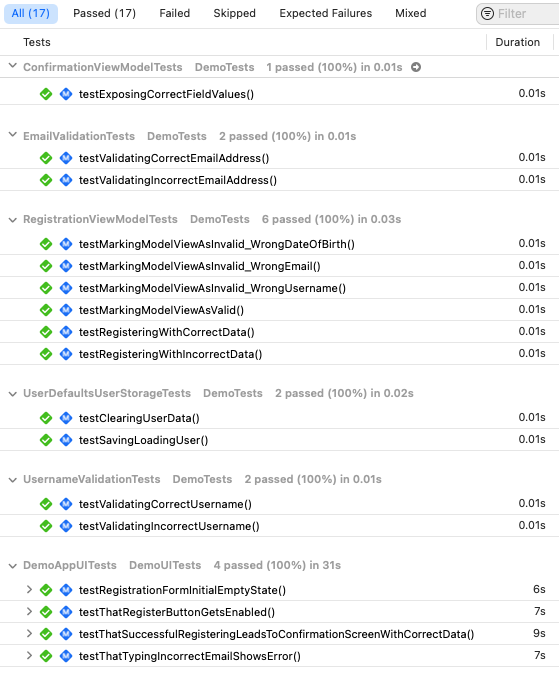 All (17) Passed (17) Failed Skipped Expected Failures Mixed Filter
Tests Duration
ConfirmationViewModelTests DemoTests 1 passed (100%) in 0.01s
testExposingCorrectFieldValues() 0.01s
EmailValidationTests DemoTests 2 passed (100%) in 0.01s
testValidatingCorrectEmailAddress() 0.01s
testValidatingIncorrectEmailAddress() 0.01s
RegistrationViewModelTests DemoTests 6 passed (100%) in 0.03s
testMarkingModelViewAsInvalid_WrongDateOfBirth() 0.01s
testMarkingModelViewAsInvalid_WrongEmail() 0.01s
testMarkingModelViewAsInvalid_WrongUsername() 0.01s
testMarkingModelViewAsValid() 0.01s
testRegisteringWithCorrectData() 0.01s
testRegisteringWithIncorrectData() 0.01s
UserDefaultsUserStorageTests DemoTests 2 passed (100%) in 0.02s
testClearingUserData() 0.01s
testSavingLoadingUser() 0.01s
UsernameValidationTests DemoTests 2 passed (100%) in 0.01s
testValidatingCorrectUsername() 0.01s
testValidatingIncorrectUsername() 0.01s
DemoAppUITests DemoUITests 4 passed (100%) in 31s
testRegistrationFormInitialEmptyState() 6s
testThatRegisterButtonGetsEnabled() 7s
testThatSuccessfulRegisteringLeadsToConfirmationScreenWithCorrectData() 9s
testThatTypingIncorrectEmailShowsError() 7s